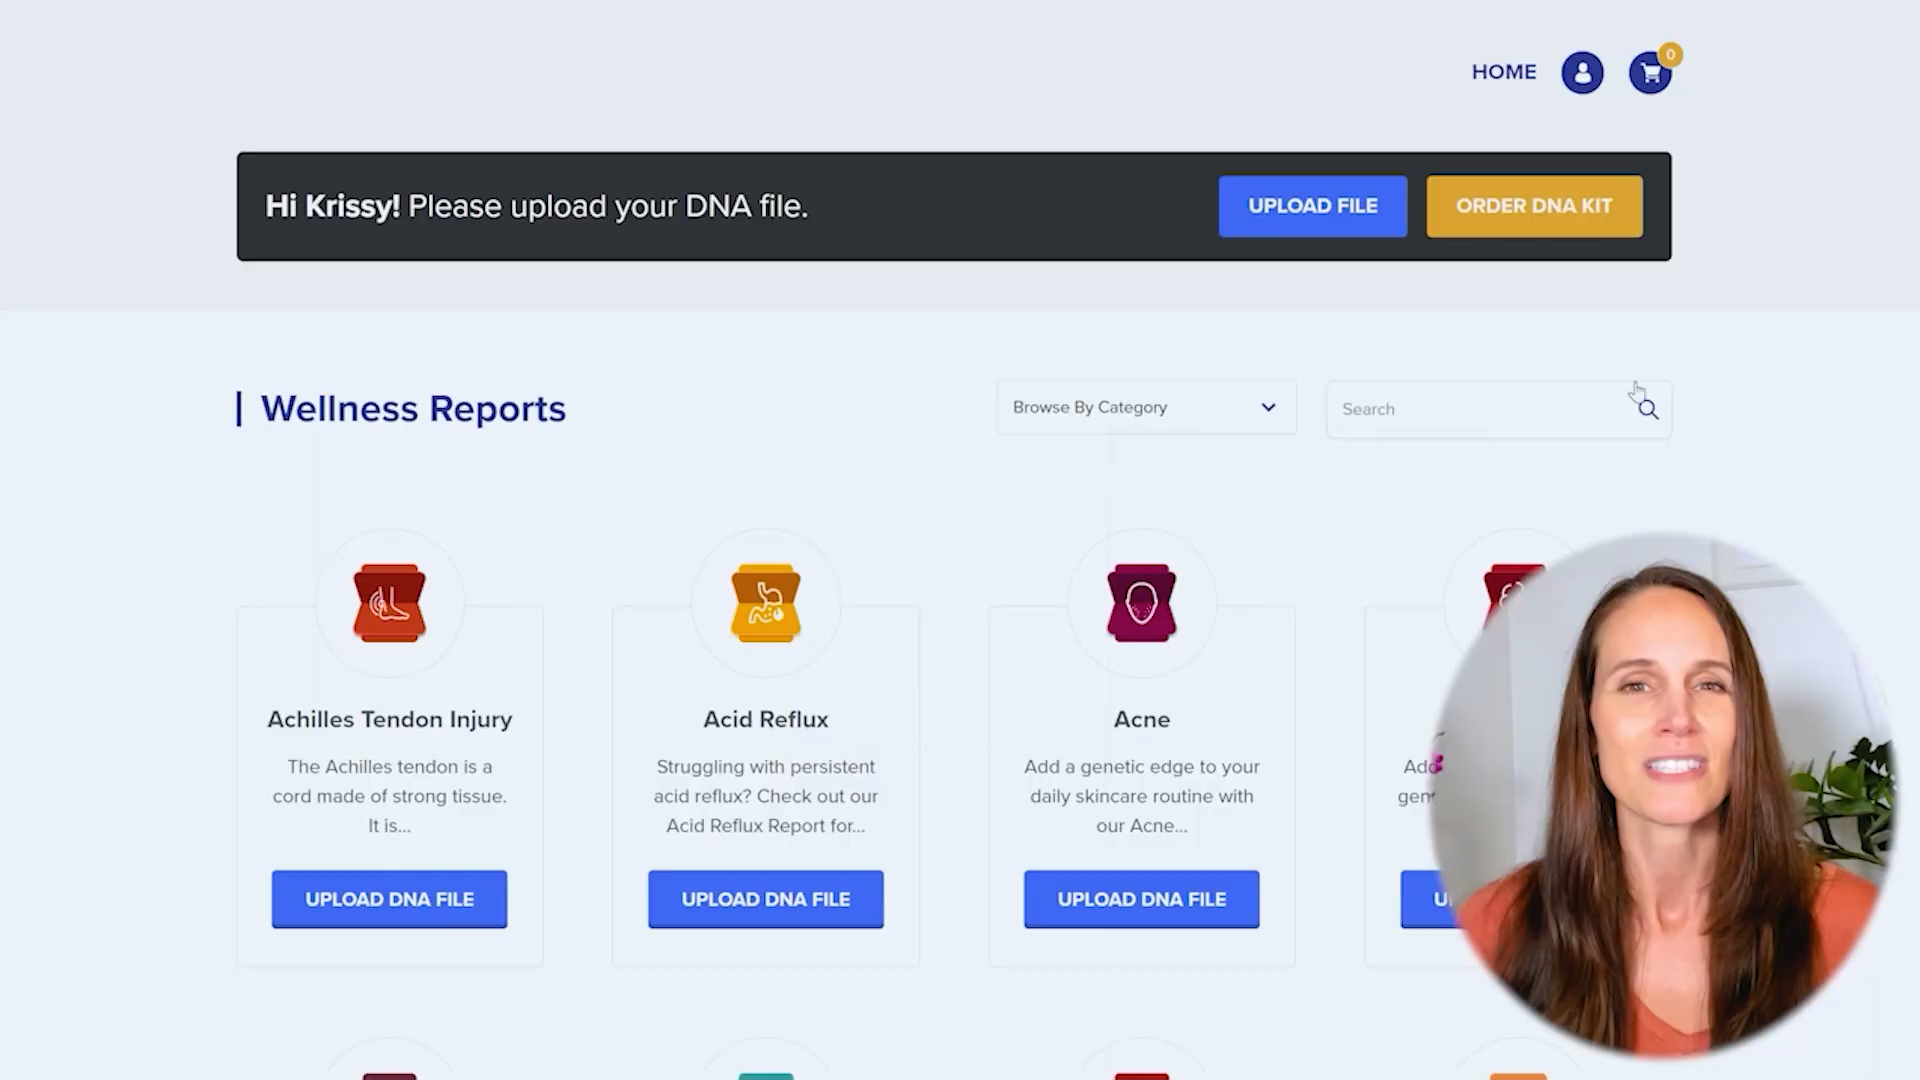 HOME
0
Hi Krissy! Please upload your DNA file.
UPLOAD FILE
ORDER DNA KIT
Wellness Reports
Browse By Category
Search
Achilles Tendon Injury
The Achilles tendon is a
cord made of strong tissue.
It is...
UPLOAD DNA FILE
Acid Reflux
Struggling with persistent
acid reflux? Check out our
Acid Reflux Report for...
UPLOAD DNA FILE
Acne
Add a genetic edge to your
daily skincare routine with
our Acne...
UPLOAD DNA FILE